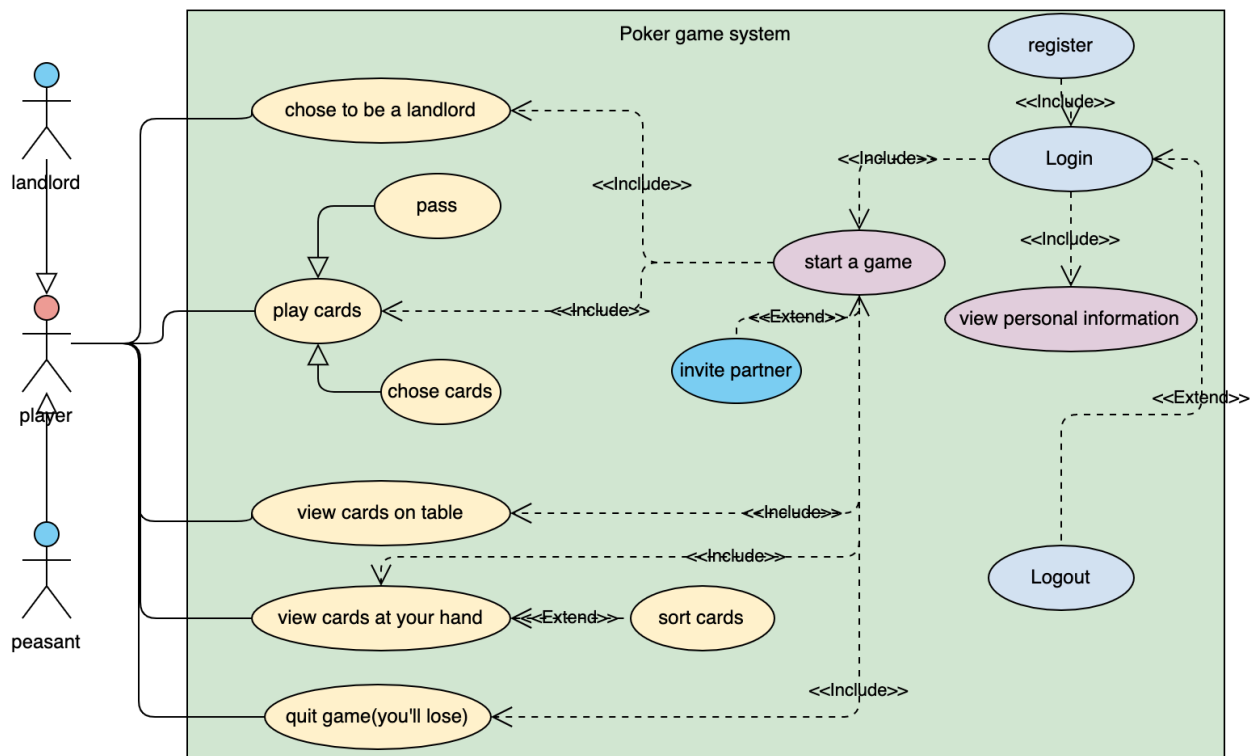 Poker game system
register
<<Include>>
chose to be a landlord
Login
<<Include>>
landlord
<<Include>>
pass
<<Include>>
start a game
play cards
<<Include>>
<<Extend>>
view personal information
invite partner
chose cards
<<Extend>>
player
view cards on table
<<Include>>
<<Include>>
Logout
view cards at your hand
<<Extend>>
sort cards
peasant
<<Include>>
quit game(you'll lose)